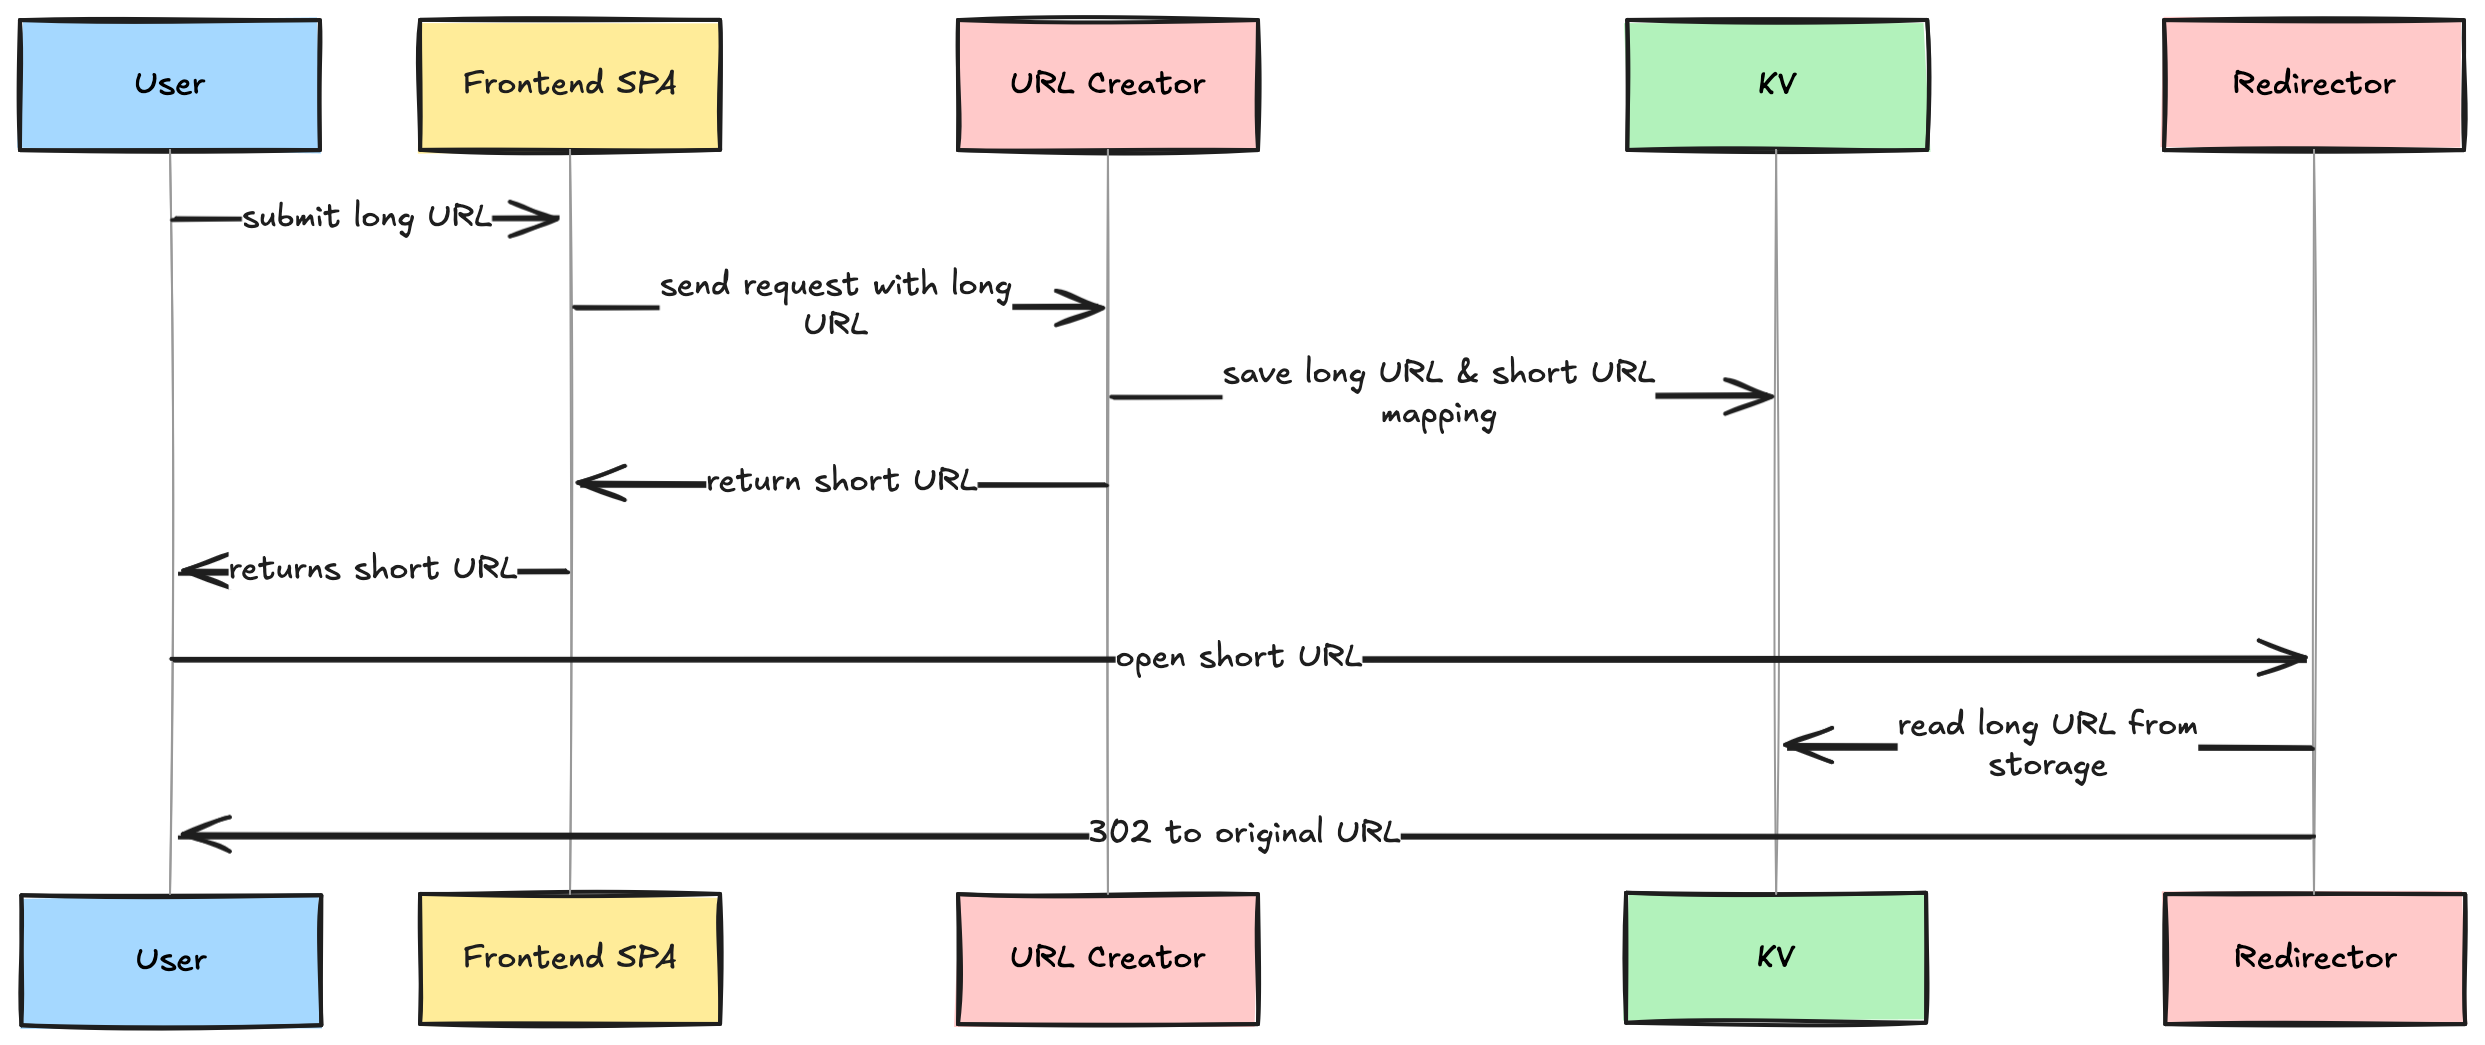 User
Frontend SPA
URL Creator
KV
Redirector
submit long URL
send request with long
URL
save long URL & short URL
mapping
return short URL
returns short URL
open short URL
read long URL from
storage
302 to original URL
User
Frontend SPA
URL Creator
KV
Redirector